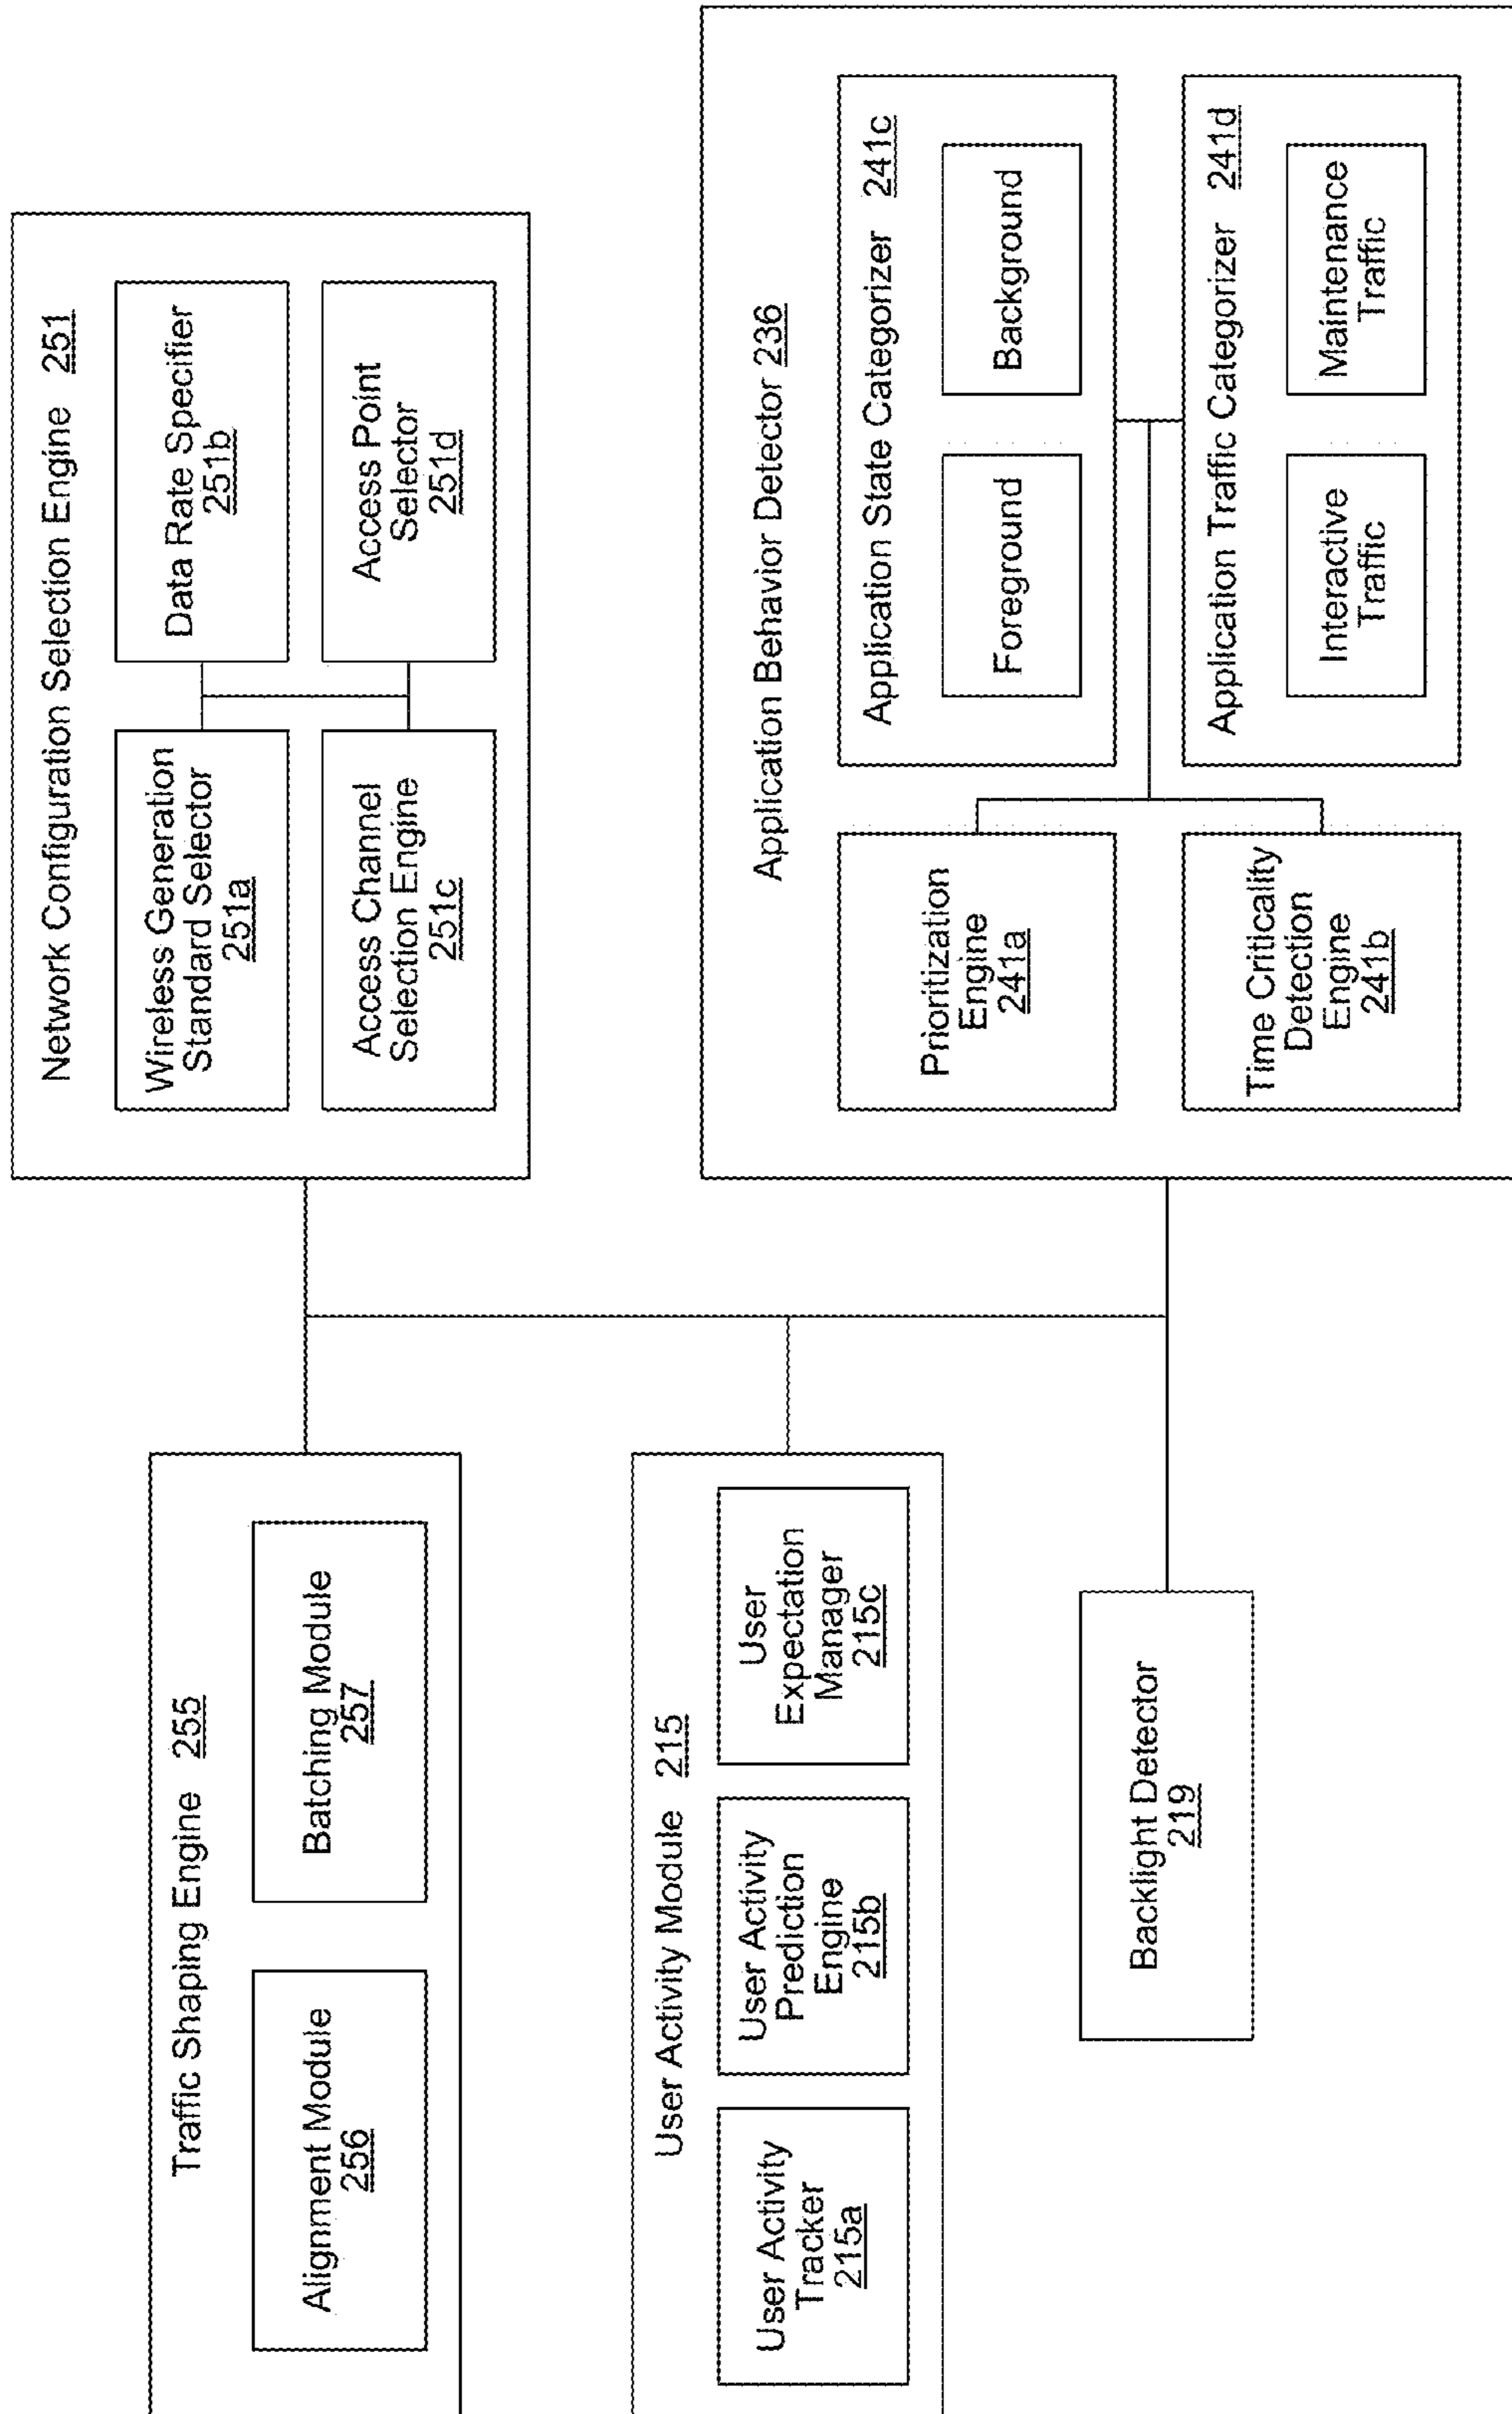 Traffic Shaping Engine 255
Alignment Module
256
Batching Module
257
User Activity Module 215
User Activity
Tracker
215a
User Activity
Prediction
Engine
215b
User
Expectation
Manager
215c
Backlight Detector
219
Network Configuration Selection Engine 251
Wireless Generation
Standard Selector
251a
Data Rate Specifier
251b
Access Channel
Selection Engine
251c
Access Point
Selector
251d
Application Behavior Detector 236
Prioritization
Engine
241a
Application State Categorizer 241c
Foreground
Background
Time Criticality
Detection
Engine
241b
Application Traffic Categorizer 241d
Interactive
Traffic
Maintenance
Traffic